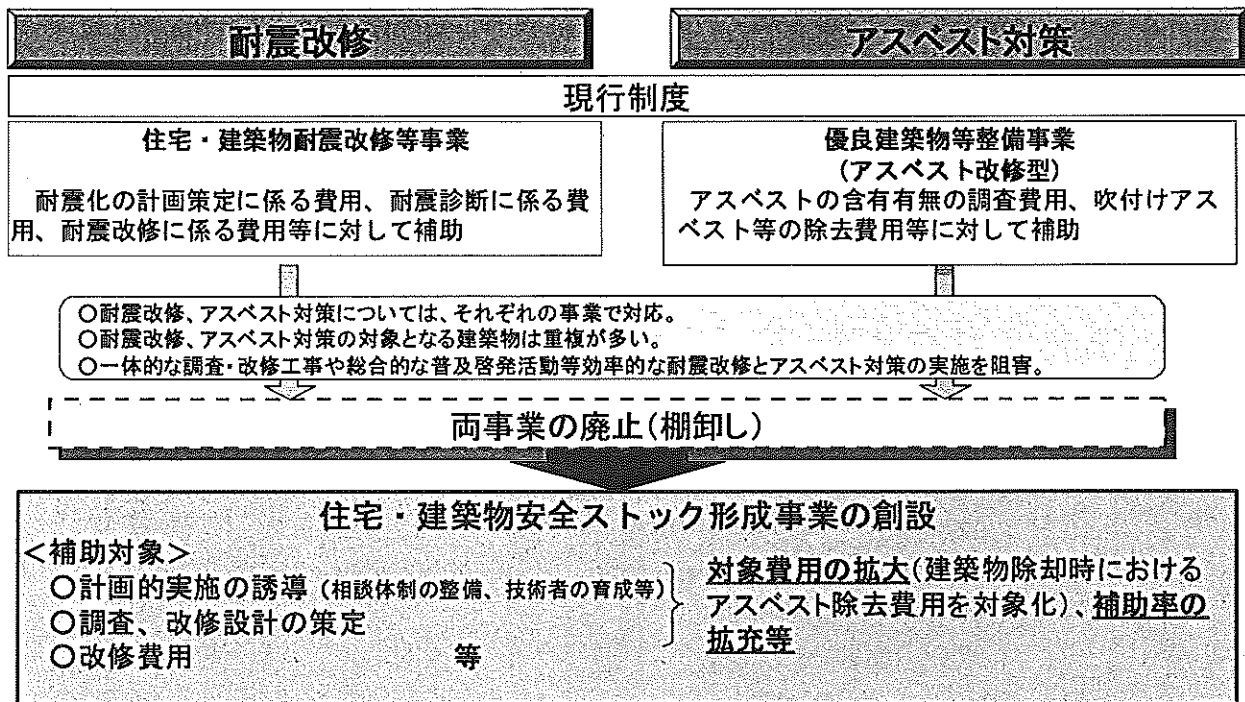 耐震改修
アスベスト対策
現行制度
住宅・建築物耐震改修等事業
耐震化の計画策定に係る費用、耐震診断に係る費
用、耐震改修に係る費用等に対して補助
優良建築物等整備事業
(アスベスト改修型)
アスベストの含有有無の調査費用、吹付けアス
ベスト等の除去費用等に対して補助
○耐震改修、アスベスト対策については、それぞれの事業で対応。
○耐震改修、アスベスト対策の対象となる建築物は重複が多い。
○一体的な調査・改修工事や総合的な普及啓発活動等効率的な耐震改修とアスベスト対策の実施を阻害。
両事業の廃止(棚卸し)
住宅・建築物安全ストック形成事業の創設
<補助対象>
○計画的実施の誘導(相談体制の整備、技術者の育成等)
○調査、改修設計の策定
○改修費用 等
対象費用の拡大(建築物除却時における
アスベスト除去費用を対象化)、補助率の
拡充等